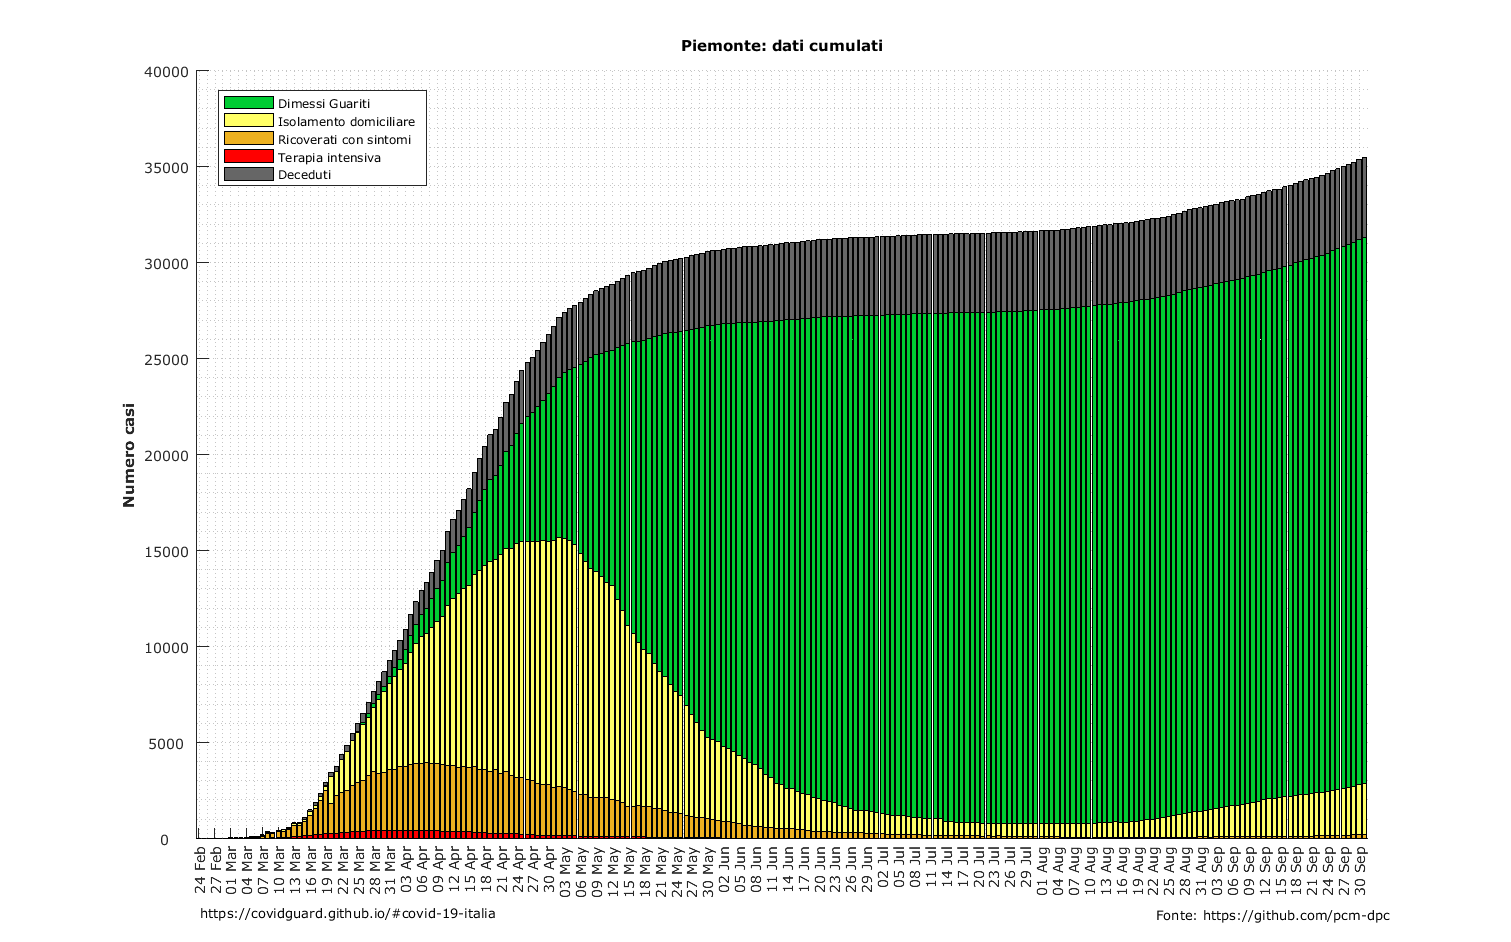 Piemonte: dati cumulati
40000
35000
30000
25000
20000
15000
10000
5000
0
Numero casi
Dimessi Guariti
Isolamento domiciliare
Ricoverati con sintomi
Terapia intensiva
Deceduti
24 Feb
27 Feb
01 Mar
04 Mar
07 Mar
10 Mar
13 Mar
16 Mar
19 Mar
22 Mar
25 Mar
28 Mar
31 Mar
03 Apr
06 Apr
09 Apr
12 Apr
15 Apr
18 Apr
21 Apr
24 Apr
27 Apr
30 Apr
03 May
06 May
09 May
12 May
15 May
18 May
21 May
24 May
27 May
30 May
02 Jun
05 Jun
08 Jun
11 Jun
14 Jun
17 Jun
20 Jun
23 Jun
26 Jun
29 Jun
02 Jul
05 Jul
08 Jul
11 Jul
14 Jul
17 Jul
20 Jul
23 Jul
26 Jul
29 Jul
01 Aug
04 Aug
07 Aug
10 Aug
13 Aug
16 Aug
19 Aug
22 Aug
25 Aug
28 Aug
31 Aug
03 Sep
06 Sep
09 Sep
12 Sep
15 Sep
18 Sep
21 Sep
24 Sep
27 Sep
30 Sep
https://covidguard.github.io/#covid-19-italia
Fonte: https://github.com/pcm-dpc